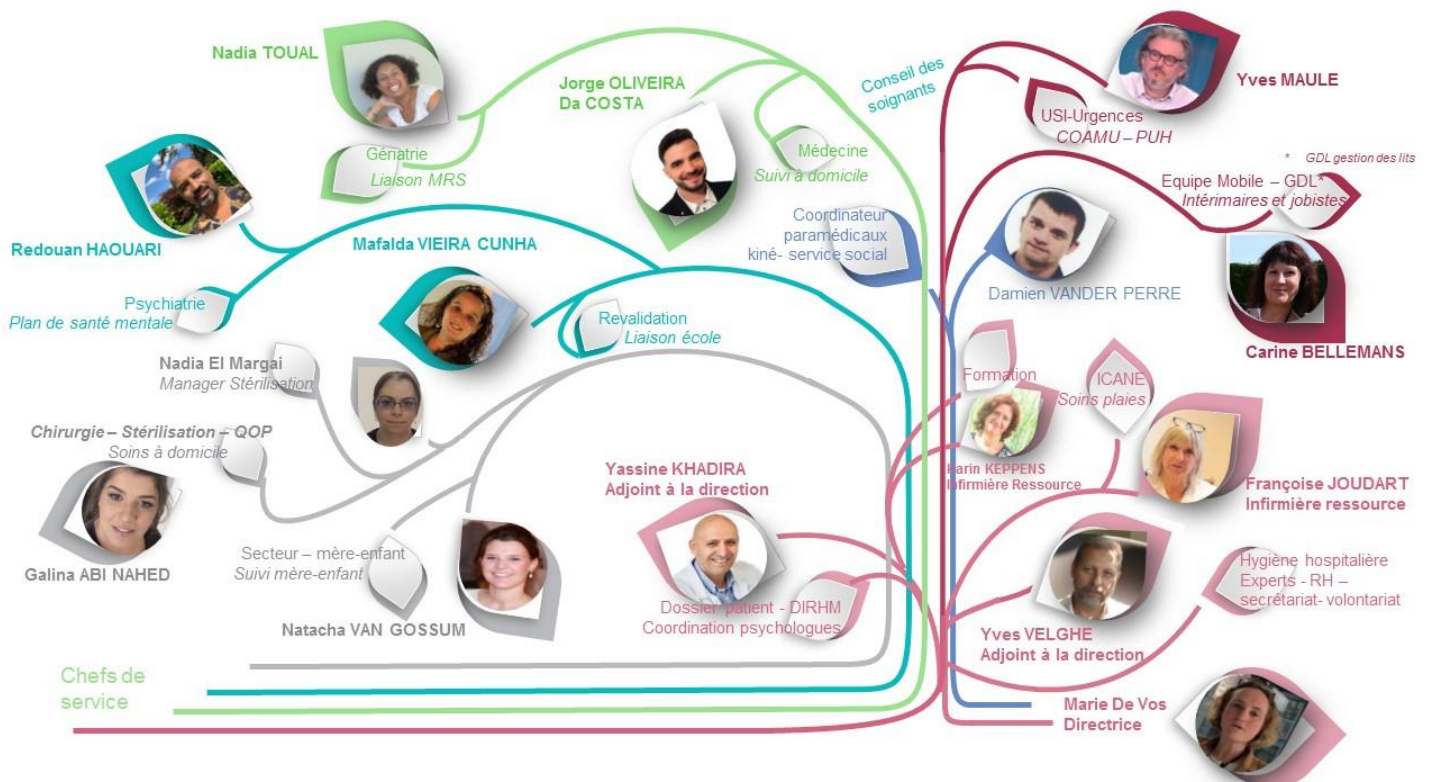 Nadia TOUAL
Gériatrie
Liaison MRS
Jorge OLIVEIRA
Da COSTA
Médecine
Suivi à domicile
Conseil des
soignants
Yves MAULE
USI-Urgences
COAMU – PUH
* GDL gestion des lits
Equipe Mobile – GDL*
Intérimaires et jobistes
Carine BELLEMANS
Redouan HAOUARI
Psychiatrie
Plan de santé mentale
Mafalda VIEIRA CUNHA
Revalidation
Liaison école
Coordinateur
paramédicaux
kiné- service social
Damien VANDER PERRE
Nadia El Margai
Manager Stérilisation
Chirurgie – Stérilisation – QOP
Soins à domicile
Galina ABI NAHED
Secteur – mère-enfant
Suivi mère-enfant
Natacha VAN GOSSUM
Formation
Karin KEPPENS
Infirmière Ressource
ICANE
Soins plaies
Françoise JOUDART
Infirmière ressource
Yassine KHADIRA
Adjoint à la direction
Dossier patient - DIRHM
Coordination psychologues
Yves VELGHE
Adjoint à la direction
Hygiène hospitalière
Experts - RH –
secrétariat- volontariat
Chefs de
service
Marie De Vos
Directrice